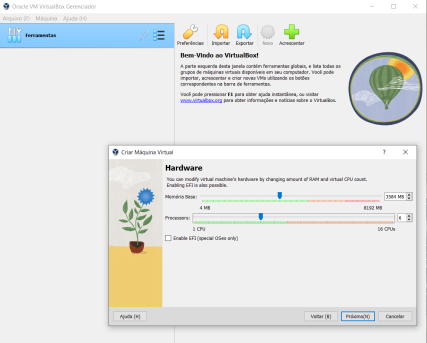 Oracle VM VirtualBox Gerenciador
Arquivo (F) Máquina Ajuda (H)
Ferramentas
Preferências Importar Exportar Novo Acrescentar
Bem-Vindo ao VirtualBox!
A parte esquerda desta janela contém ferramentas globais, e lista todas os
grupos de máquinas virtuais disponíveis em seu computador. Você pode
importar, acrescentar e criar novas VMs utilizando os botões
correspondentes na barra de ferramentas.
Você pode pressionar F1 para obter ajuda instantânea, ou visitar
www.virtualbox.org para obter informações e notícias sobre o VirtualBox.
Criar Máquina Virtual
Hardware
You can modify virtual machine's hardware by changing amount of RAM and virtual CPU count.
Enabling EFI is also possible.
Memória Base: 3584 MB
4 MB 8192 MB
Processors: 6
1 CPU 16 CPUs
Enable EFI (special OSes only)
Ajuda (H) Voltar (B) Próximo(N) Cancelar